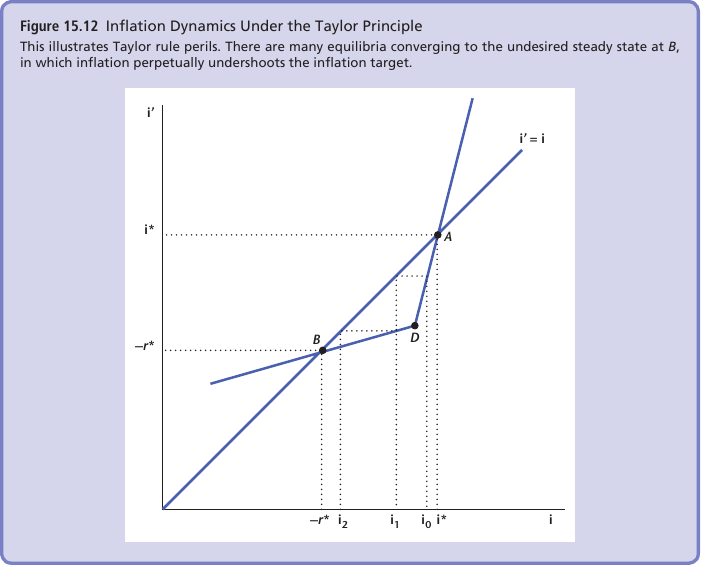 Figure 15.12 Inflation Dynamics Under the Taylor Principle
This illustrates Taylor rule perils. There are many equilibria converging to the undesired steady state at B,
in which inflation perpetually undershoots the inflation target.
i′
i′ = i
i*
A
B
D
–r*
–r* i₂ i₁ i₀ i* i